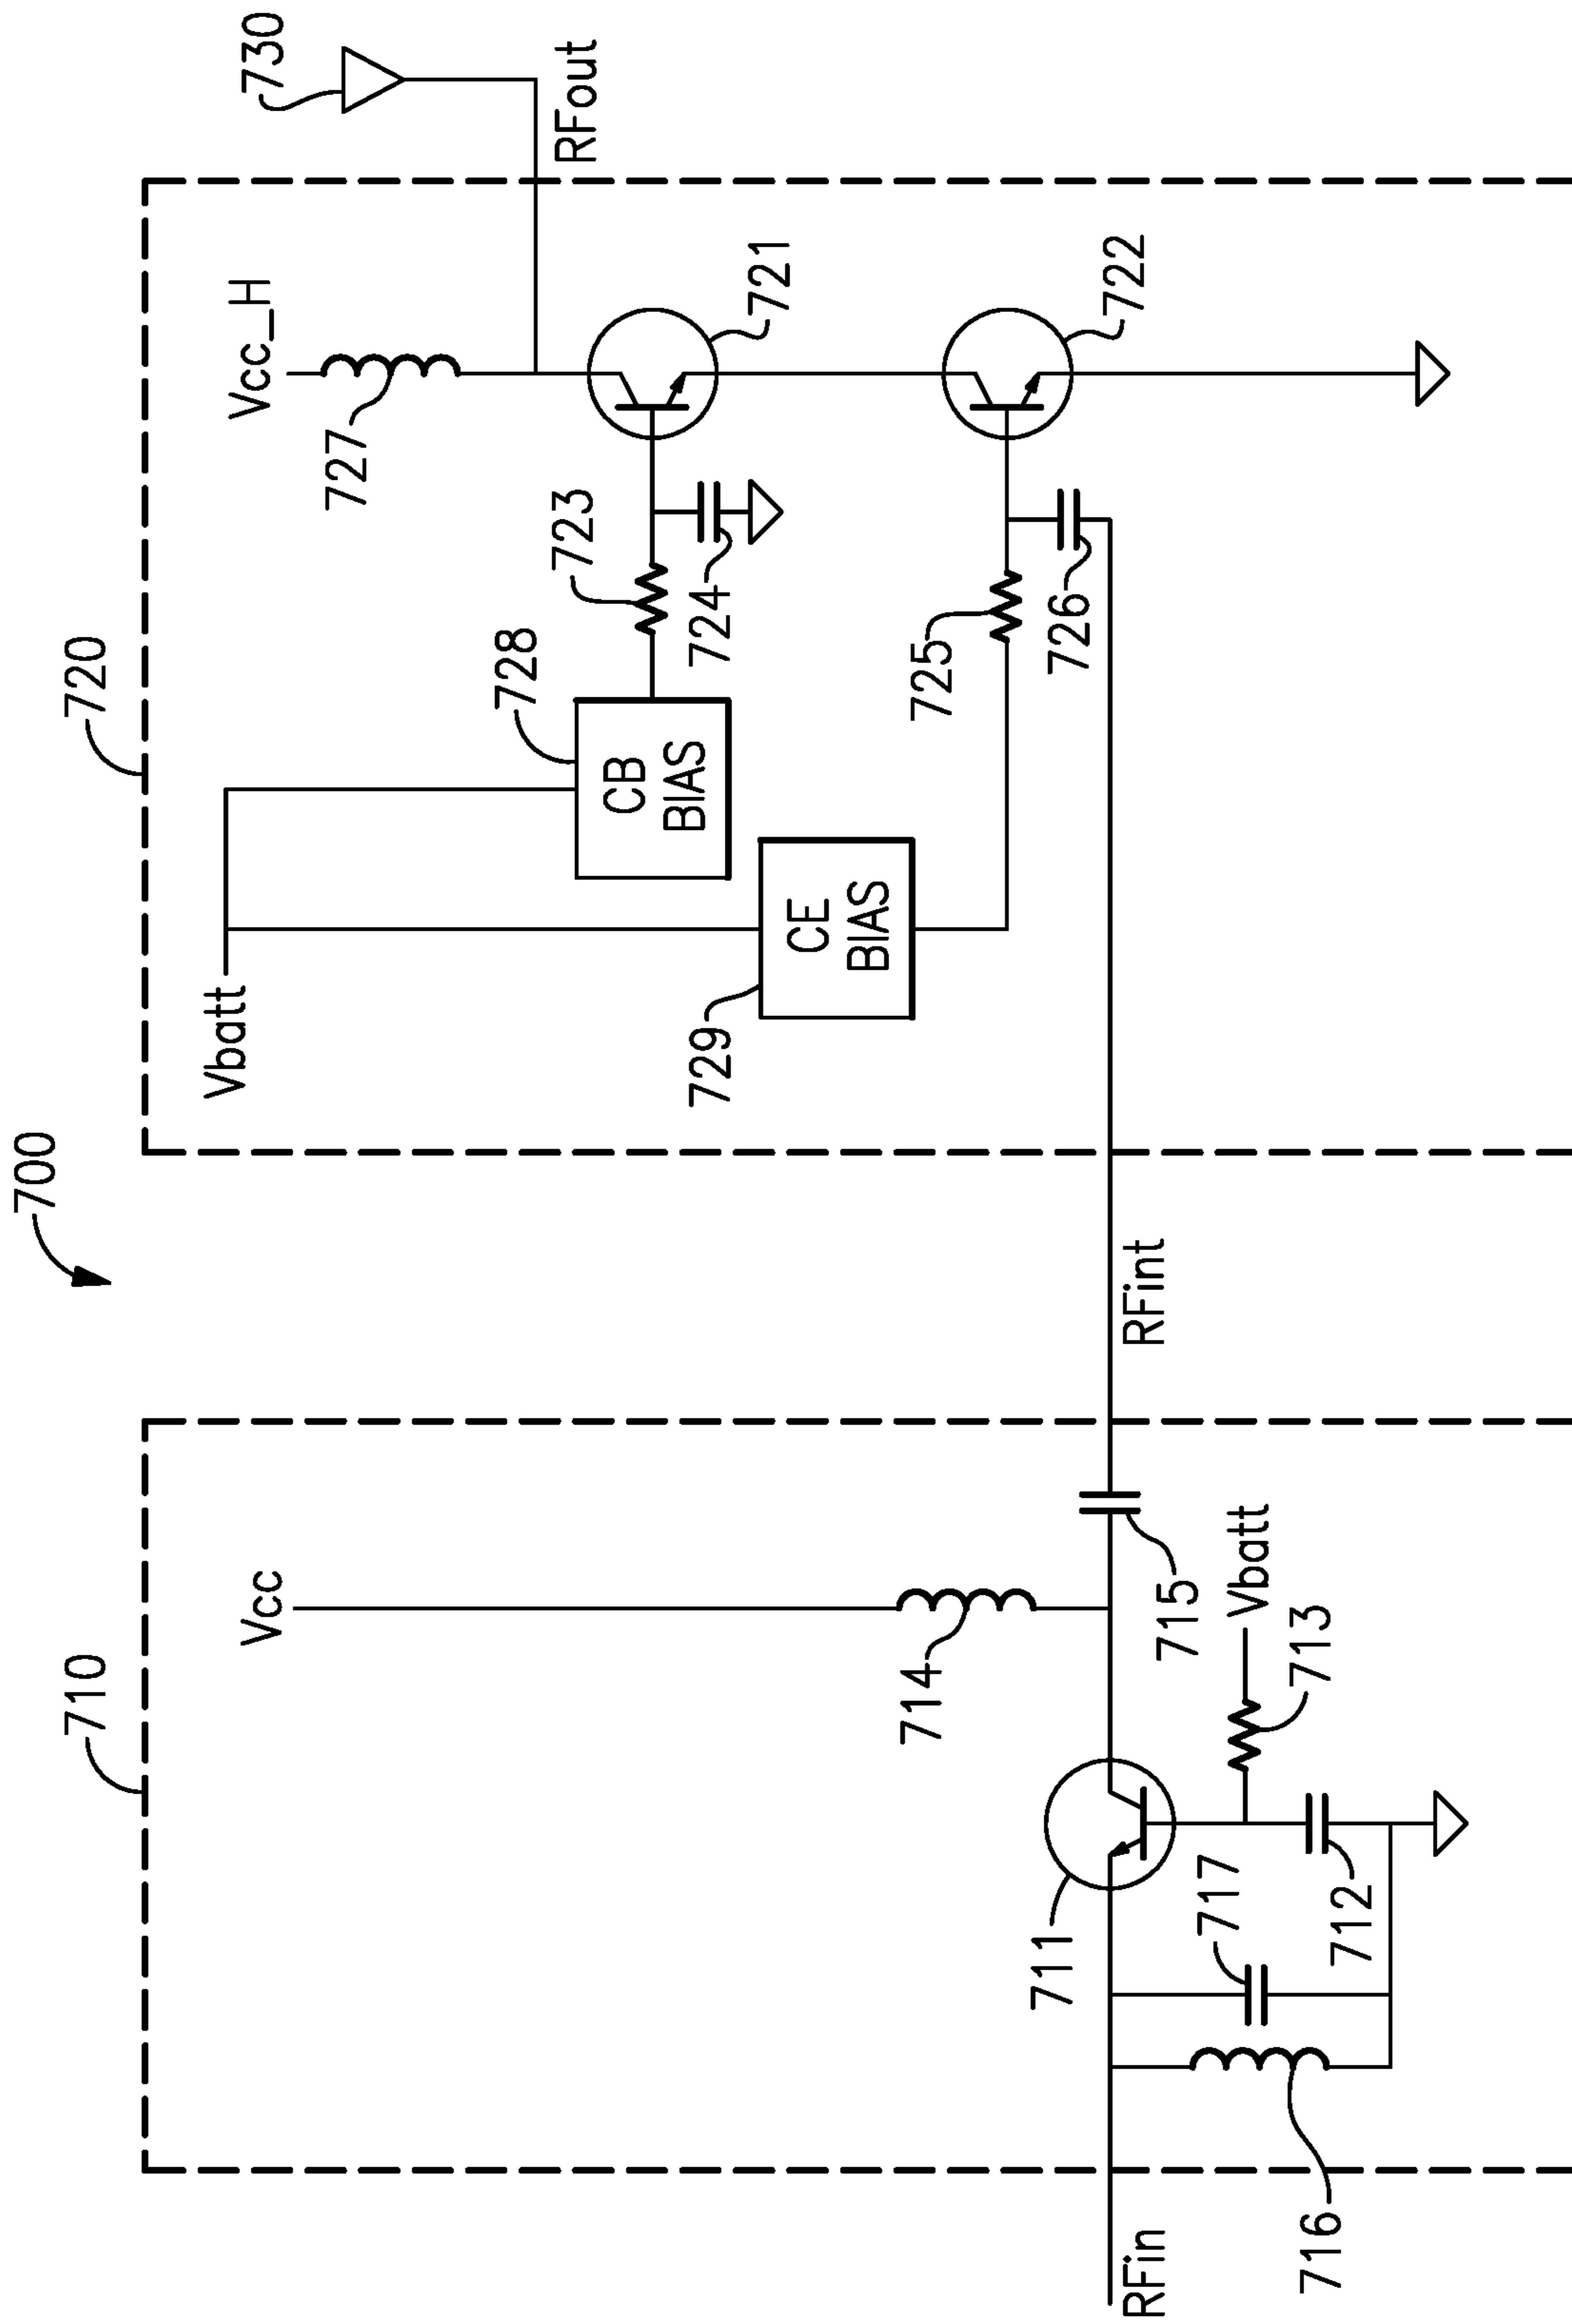 700
710
720
730
Vcc
Vbatt
Vcc_H
727
728
CB
BIAS
723
724
721
RFout
729
CE
BIAS
725
726
722
714
711
715
RFint
717
Vbatt
713
712
716
RFin